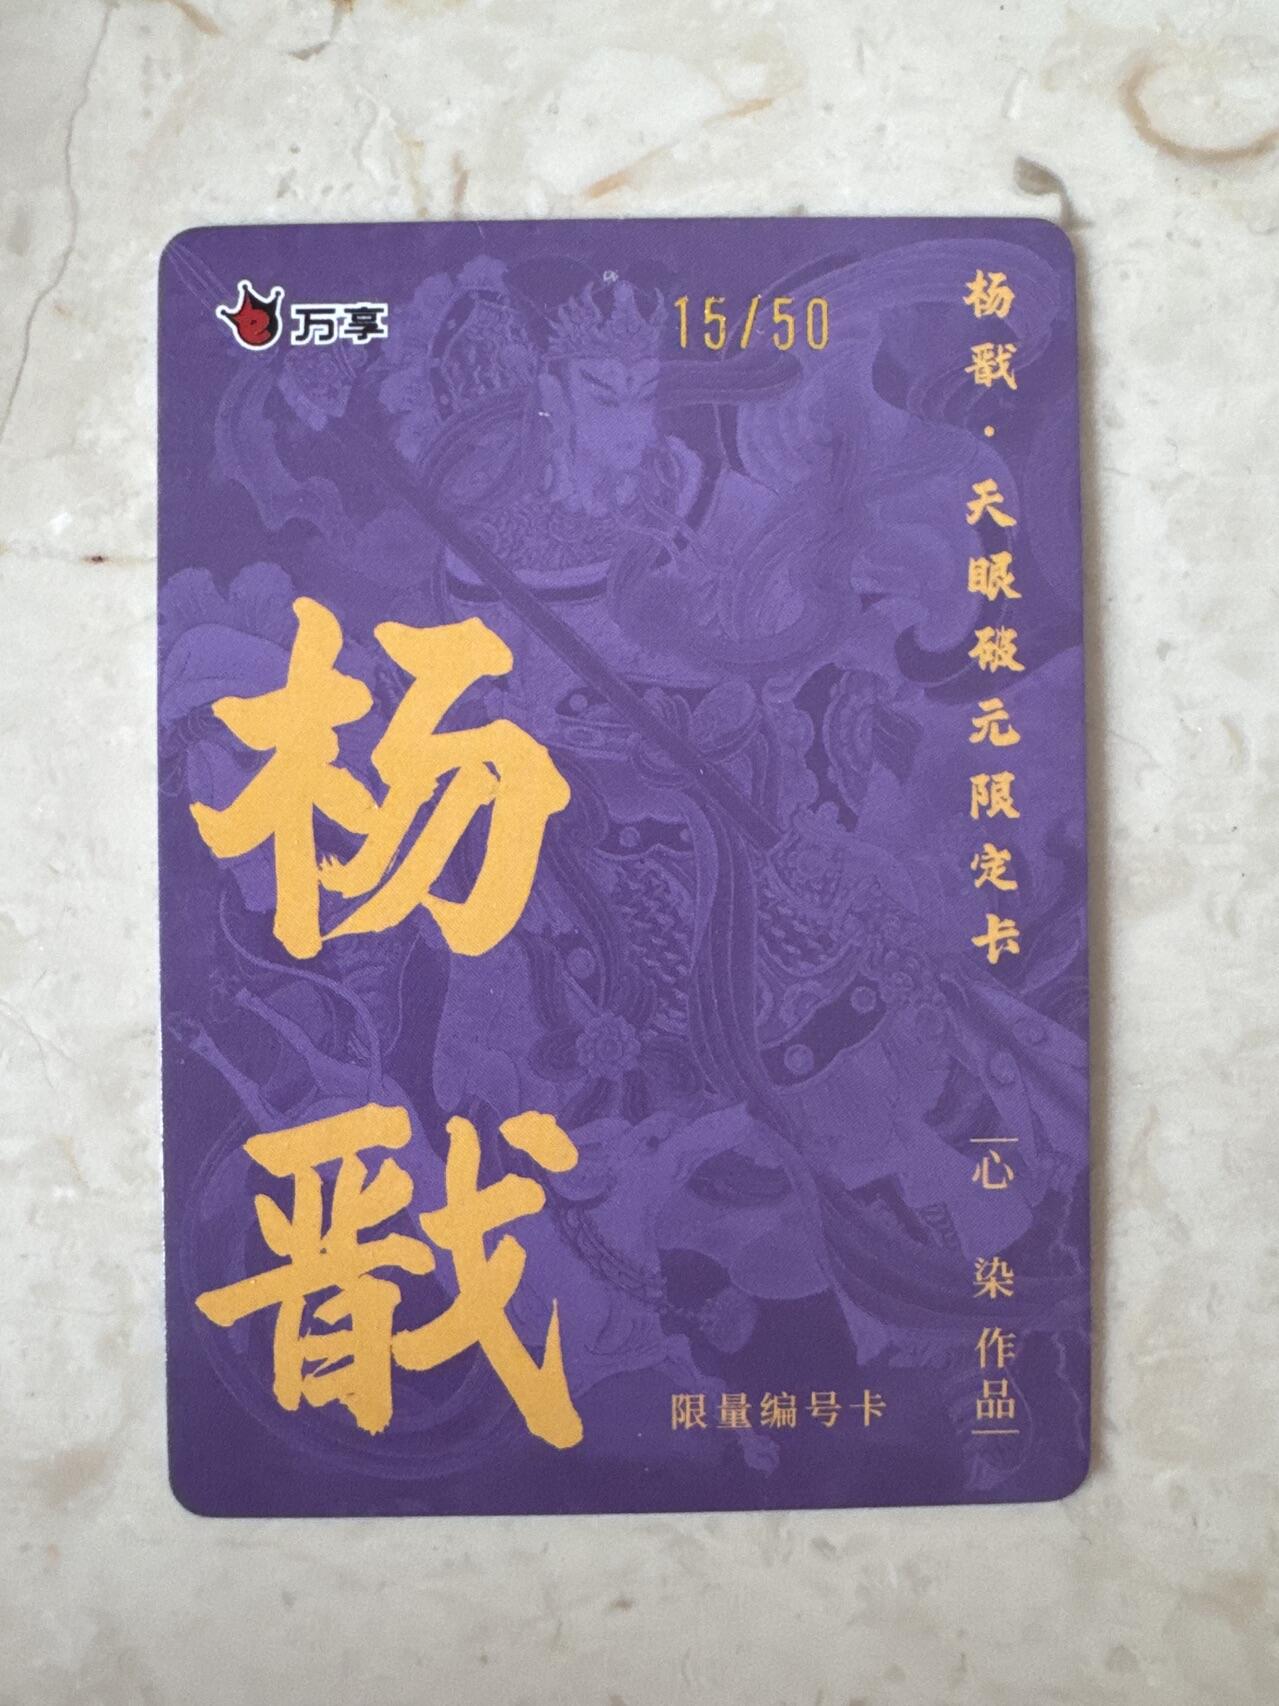 万享
15/50
杨戬·天眼破元限定卡
心染作品
杨戬
限量编号卡